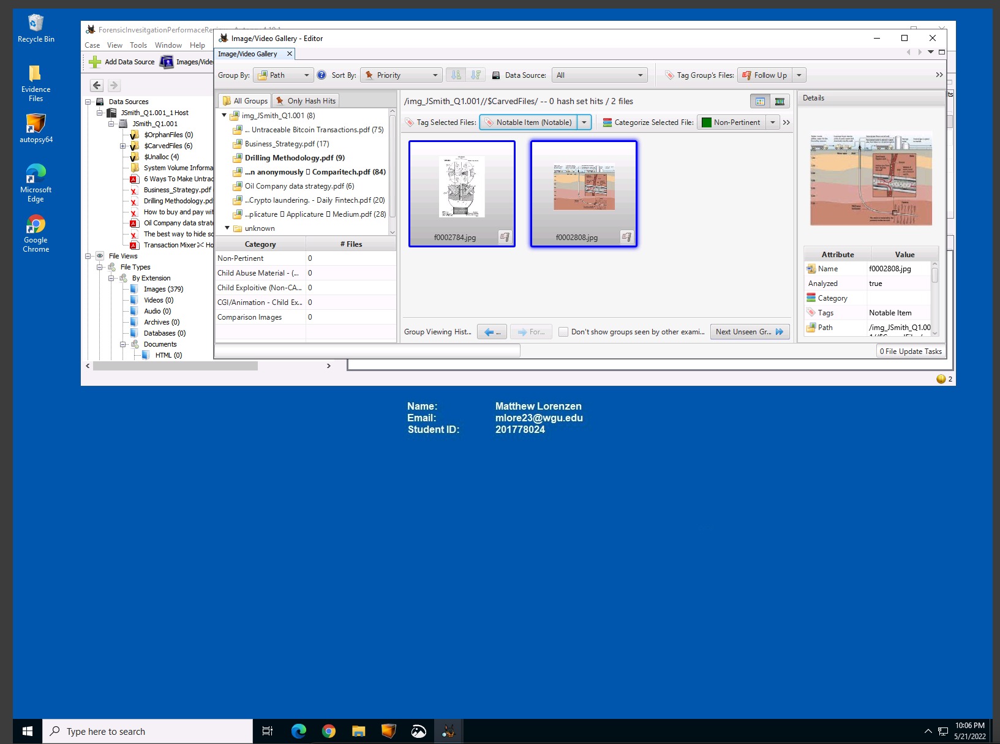 Recycle Bin
Evidence
Files
autopsy64
Microsoft
Edge
Google
Chrome
Case View Tools Window Help
Add Data Source Images/Vide
Data Sources
JSmith_Q1.001_1 Host
JSmith_Q1.001
$OrphanFiles (0)
$CarvedFiles (6)
$Unalloc (4)
System Volume Informa
6 Ways To Make Untrac
Business_Strategy.pdf
Drilling Methodology.pd
How to buy and pay wit
Oil Company data strate
The best way to hide so
Transaction Mixer Ho
File Views
File Types
By Extension
Images (379)
Videos (0)
Audio (0)
Archives (0)
Databases (0)
Documents
HTML (0)
Image/Video Gallery - Editor
Image/Video Gallery
Group By: Path Sort By: Priority Data Source: All Tag Group's Files: Follow Up
All Groups Only Hash Hits
img_JSmith_Q1.001 (8)
... Untraceable Bitcoin Transactions.pdf (75)
Business_Strategy.pdf (17)
Drilling Methodology.pdf (9)
...n anonymously ▯ Comparitech.pdf (84)
Oil Company data strategy.pdf (6)
...Crypto laundering. - Daily Fintech.pdf (20)
...plicature ▯ Applicature ▯ Medium.pdf (28)
unknown
Category # Files
Non-Pertinent 0
Child Abuse Material - (... 0
Child Exploitive (Non-CA... 0
CGI/Animation - Child Ex... 0
Comparison Images 0
/img_JSmith_Q1.001//$CarvedFiles/ -- 0 hash set hits / 2 files
Tag Selected Files: Notable Item (Notable) Categorize Selected File: Non-Pertinent
f0002784.jpg
f0002808.jpg
Group Viewing Hist... ... For... Don't show groups seen by other exami... Next Unseen Gr...
Details
Attribute Value
Name f0002808.jpg
Analyzed true
Category
Tags Notable Item
Path /img_JSmith_Q1.00
0 File Update Tasks
2
Name: Matthew Lorenzen
Email: mlore23@wgu.edu
Student ID: 201778024
Type here to search
10:06 PM
5/21/2022